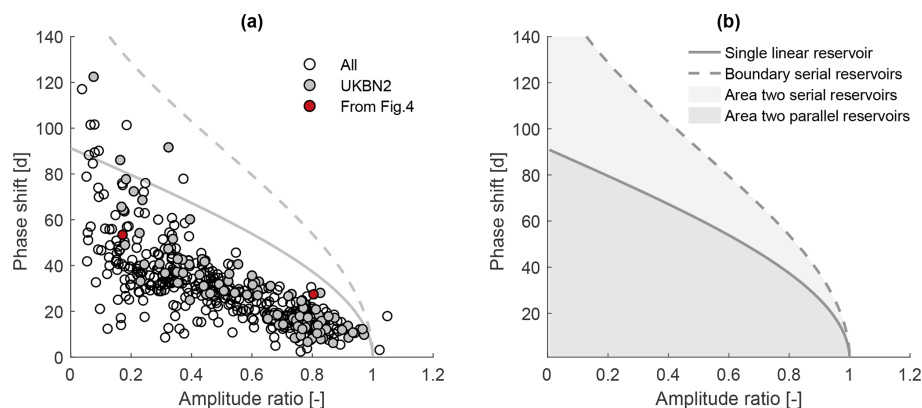 (a)
140
120
100
80
60
40
20
0
Phase shift [d]
All
UKBN2
From Fig.4
0 0.2 0.4 0.6 0.8 1 1.2
Amplitude ratio [-]
(b)
140
120
100
80
60
40
20
Phase shift [d]
Single linear reservoir
Boundary serial reservoirs
Area two serial reservoirs
Area two parallel reservoirs
0 0.2 0.4 0.6 0.8 1 1.2
Amplitude ratio [-]